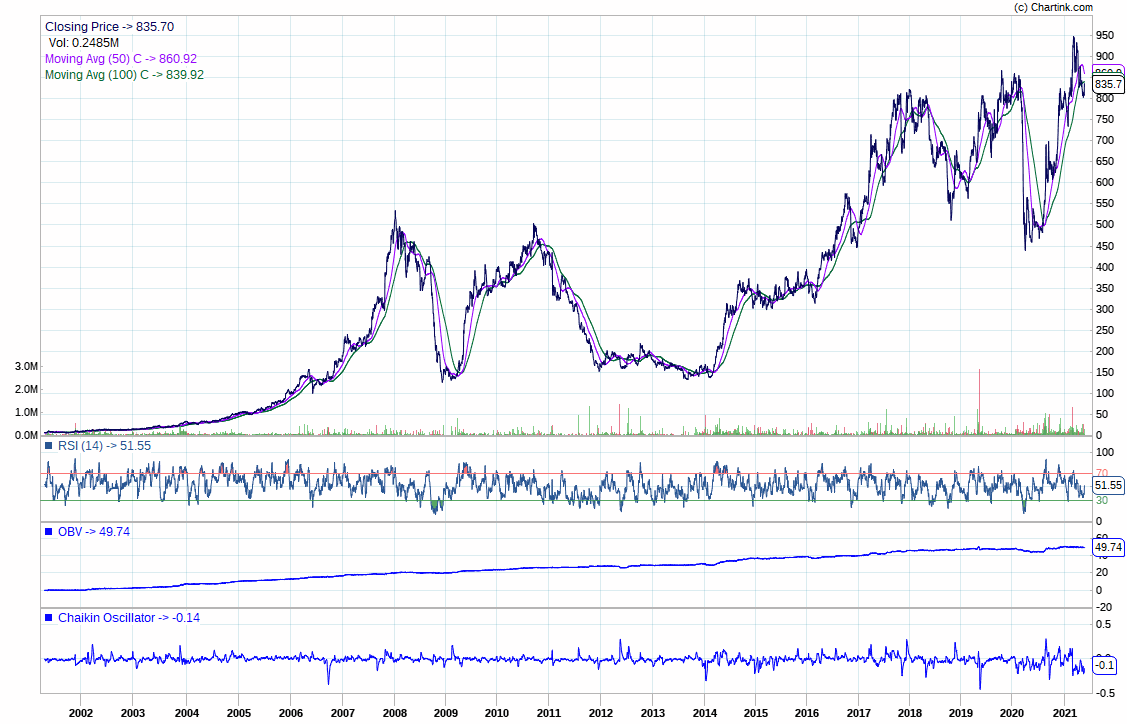 (c) Chartink.com
Closing Price -> 835.70
Vol: 0.2485M
Moving Avg (50) C -> 860.92
Moving Avg (100) C -> 839.92
950
900
835.7
800
750
700
650
600
550
500
450
400
350
300
250
200
150
100
50
0
3.0M
2.0M
1.0M
0.0M
RSI (14) -> 51.55
100
70
51.55
30
0
OBV -> 49.74
60
49.74
20
0
-20
Chaikin Oscillator -> -0.14
0.5
-0.1
-0.5
2002 2003 2004 2005 2006 2007 2008 2009 2010 2011 2012 2013 2014 2015 2016 2017 2018 2019 2020 2021